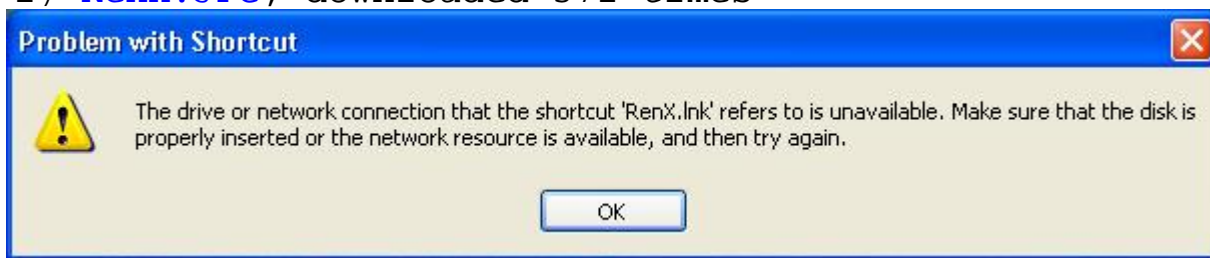 Problem with Shortcut
The drive or network connection that the shortcut 'RenX.lnk' refers to is unavailable. Make sure that the disk is
properly inserted or the network resource is available, and then try again.
OK